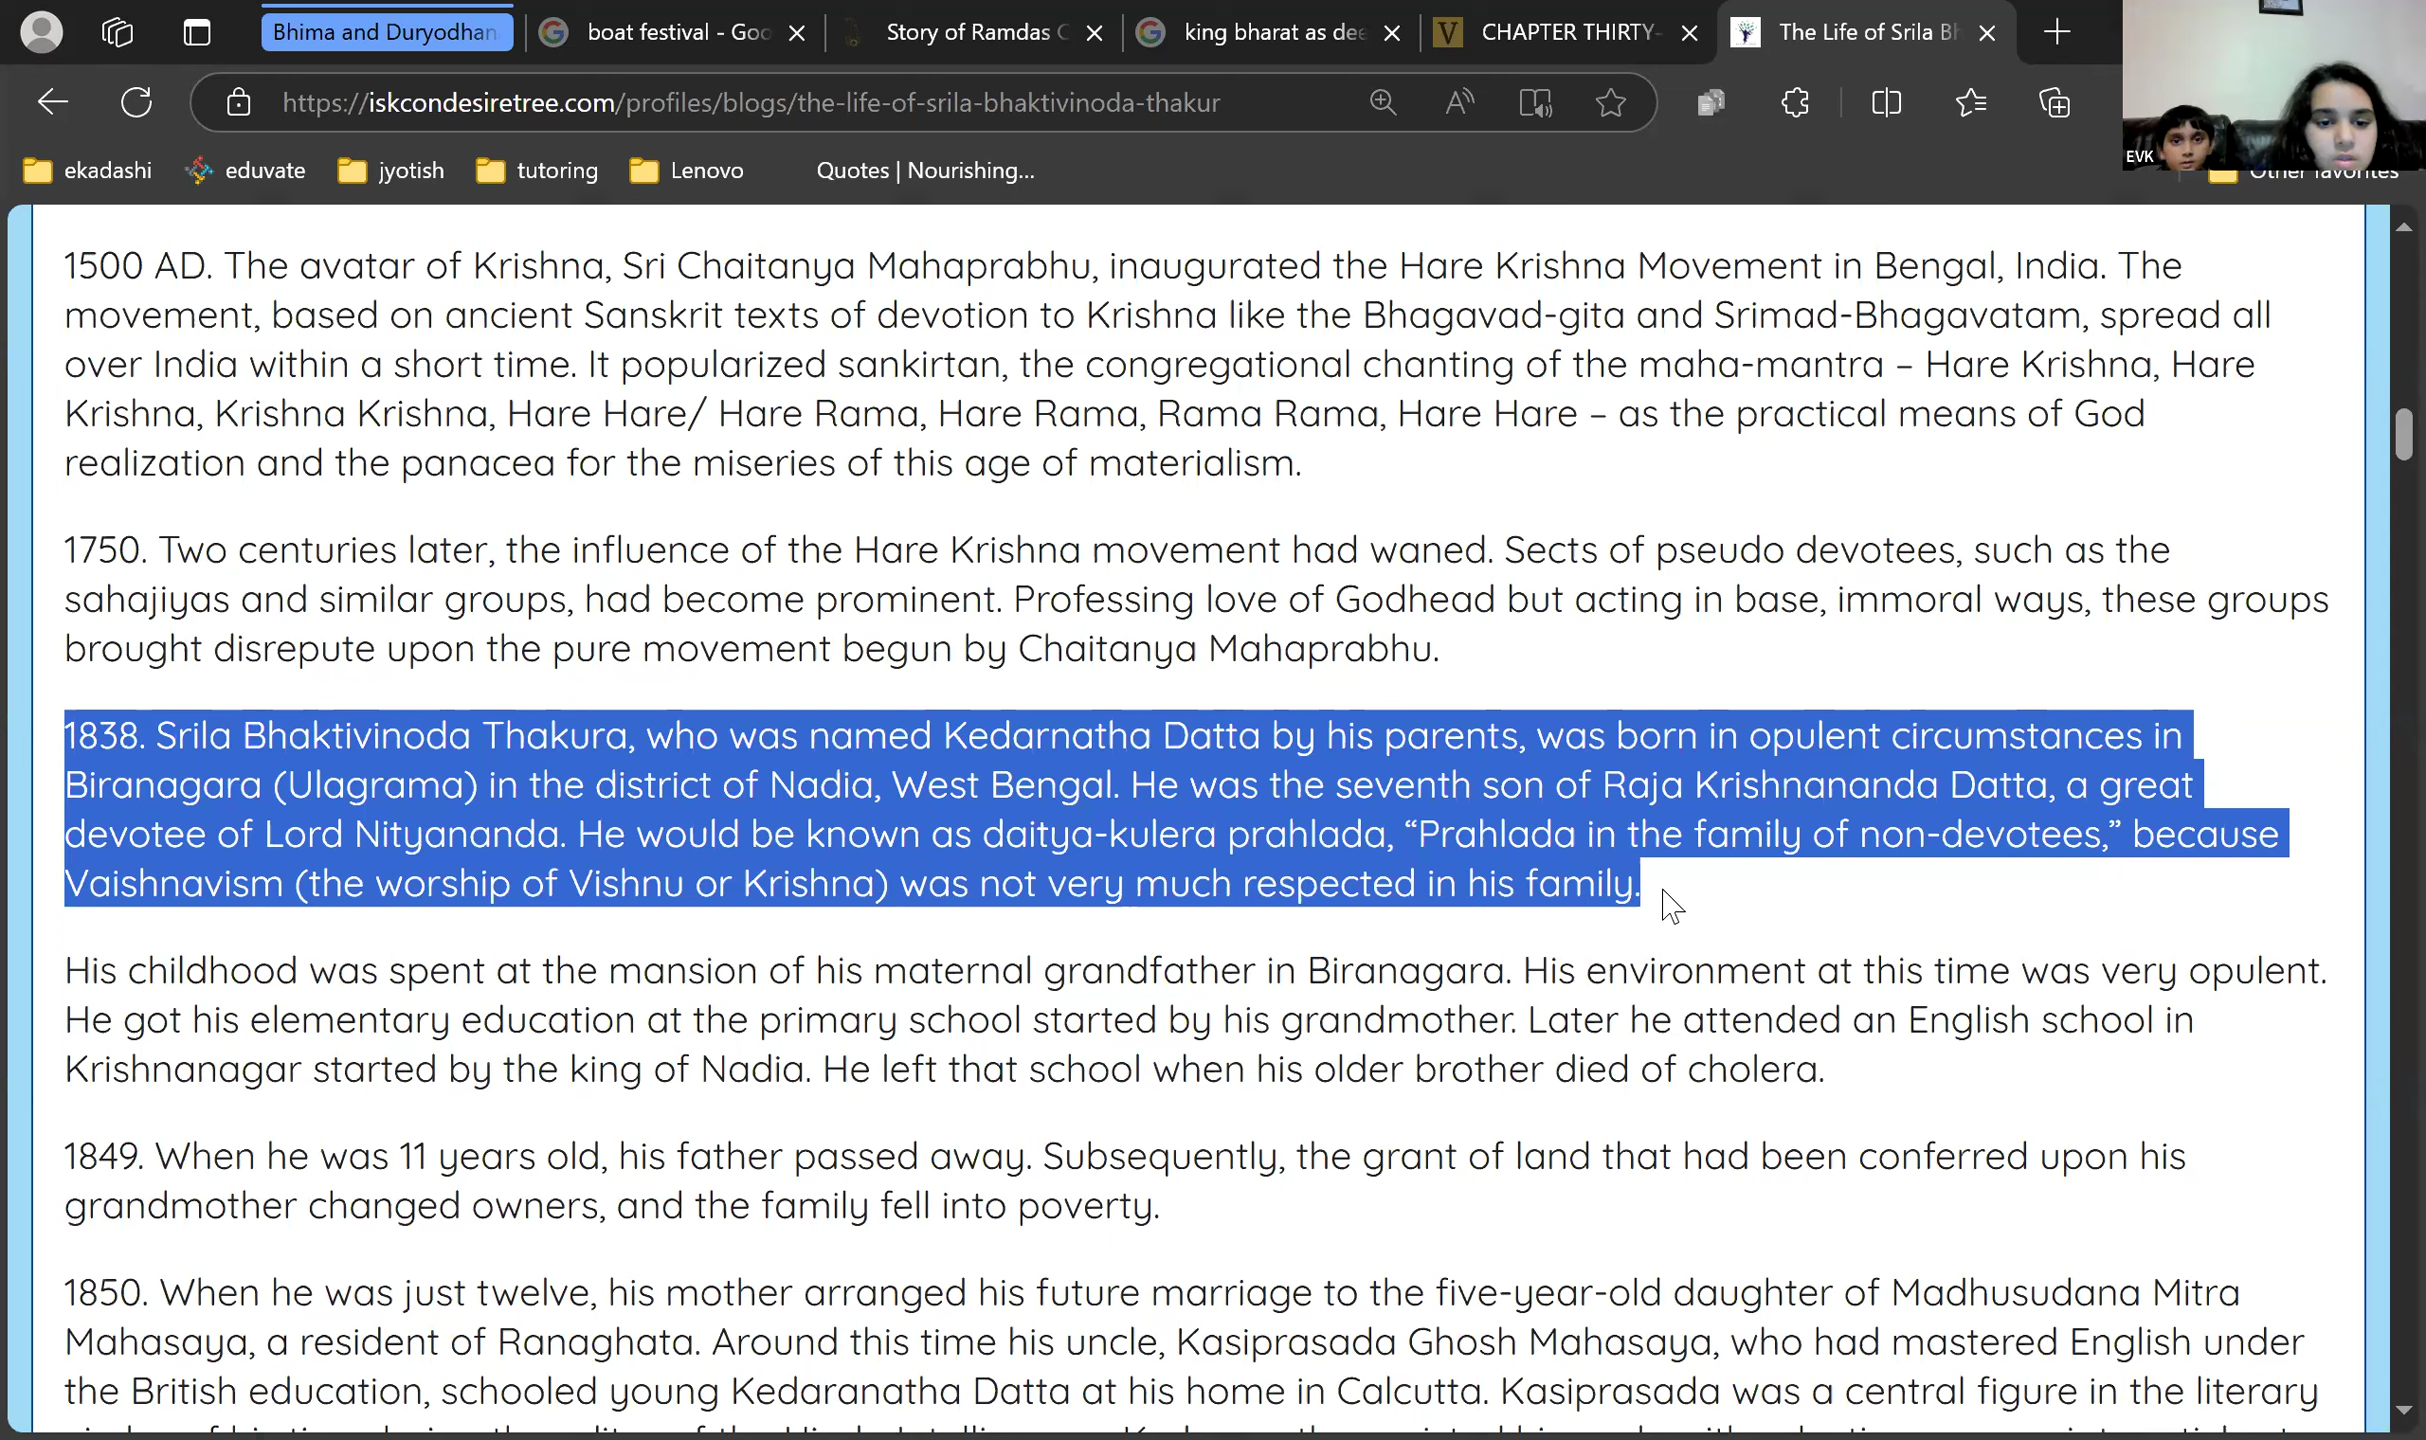 Bhima and Duryodhan
boat festival - Goo
Story of Ramdas
king bharat as dee
CHAPTER THIRTY-
The Life of Srila Bh
https://iskcondesiretree.com/profiles/blogs/the-life-of-srila-bhaktivinoda-thakur
EVK
ekadashi
eduvate
jyotish
tutoring
Lenovo
Quotes | Nourishing...
Other favorites
1500 AD. The avatar of Krishna, Sri Chaitanya Mahaprabhu, inaugurated the Hare Krishna Movement in Bengal, India. The
movement, based on ancient Sanskrit texts of devotion to Krishna like the Bhagavad-gita and Srimad-Bhagavatam, spread all
over India within a short time. It popularized sankirtan, the congregational chanting of the maha-mantra – Hare Krishna, Hare
Krishna, Krishna Krishna, Hare Hare/ Hare Rama, Hare Rama, Rama Rama, Hare Hare – as the practical means of God
realization and the panacea for the miseries of this age of materialism.
1750. Two centuries later, the influence of the Hare Krishna movement had waned. Sects of pseudo devotees, such as the
sahajiyas and similar groups, had become prominent. Professing love of Godhead but acting in base, immoral ways, these groups
brought disrepute upon the pure movement begun by Chaitanya Mahaprabhu.
1838. Srila Bhaktivinoda Thakura, who was named Kedarnatha Datta by his parents, was born in opulent circumstances in
Biranagara (Ulagrama) in the district of Nadia, West Bengal. He was the seventh son of Raja Krishnananda Datta, a great
devotee of Lord Nityananda. He would be known as daitya-kulera prahlada, “Prahlada in the family of non-devotees,” because
Vaishnavism (the worship of Vishnu or Krishna) was not very much respected in his family.
His childhood was spent at the mansion of his maternal grandfather in Biranagara. His environment at this time was very opulent.
He got his elementary education at the primary school started by his grandmother. Later he attended an English school in
Krishnanagar started by the king of Nadia. He left that school when his older brother died of cholera.
1849. When he was 11 years old, his father passed away. Subsequently, the grant of land that had been conferred upon his
grandmother changed owners, and the family fell into poverty.
1850. When he was just twelve, his mother arranged his future marriage to the five-year-old daughter of Madhusudana Mitra
Mahasaya, a resident of Ranaghata. Around this time his uncle, Kasiprasada Ghosh Mahasaya, who had mastered English under
the British education, schooled young Kedaranatha Datta at his home in Calcutta. Kasiprasada was a central figure in the literary